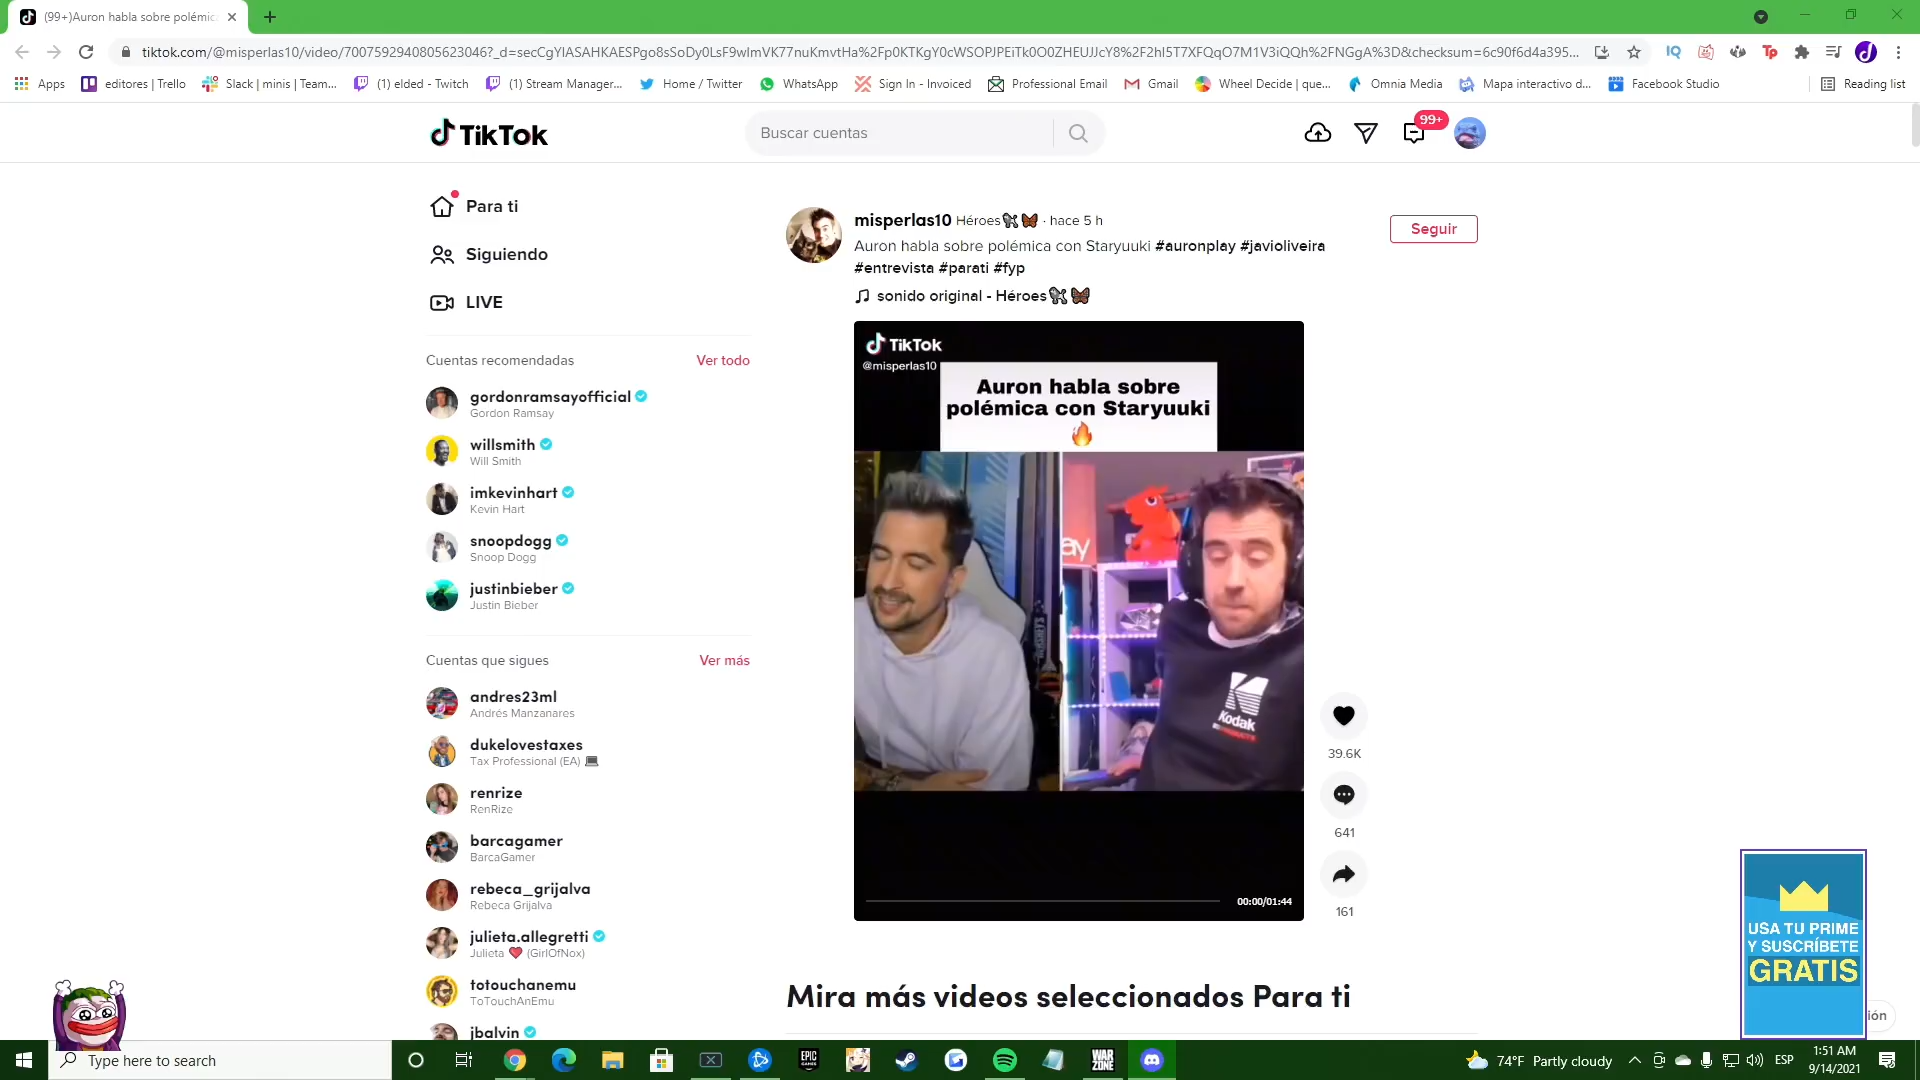 (99+)Auron habla sobre polémic
tiktok.com/@misperlas10/video/7007592940805623046?_d=secCgYIASAHKAESPgo8sSoDy0LsF9wImVK77nuKmvtHa%2Fp0KTKgY0cWSOPJPEiTk0O0ZHEUJJcY8%2F2hI5T7XFQqO7M1V3iQQh%2FNGgA%3D&checksum=6c90f6d4a395...
Apps
editores | Trello
Slack | minis | Team...
(1) elded - Twitch
(1) Stream Manager...
Home / Twitter
WhatsApp
Sign In - Invoiced
Professional Email
Gmail
Wheel Decide | que...
Omnia Media
Mapa interactivo d...
Facebook Studio
Reading list
TikTok
Buscar cuentas
99+
Para ti
Siguiendo
LIVE
Cuentas recomendadas
Ver todo
gordonramsayofficial
Gordon Ramsay
willsmith
Will Smith
imkevinhart
Kevin Hart
snoopdogg
Snoop Dogg
justinbieber
Justin Bieber
Cuentas que sigues
Ver más
andres23ml
Andrés Manzanares
dukelovestaxes
Tax Professional (EA) 💻
renrize
RenRize
barcagamer
BarcaGamer
rebeca_grijalva
Rebeca Grijalva
julieta.allegretti
Julieta ❤️ (GirlOfNox)
totouchanemu
ToTouchAnEmu
jbalvin
misperlas10 Héroes🐩🦋 · hace 5 h
Seguir
Auron habla sobre polémica con Staryuuki #auronplay #javioliveira
#entrevista #parati #fyp
sonido original - Héroes🐩🦋
TikTok
@misperlas10
Auron habla sobre
polémica con Staryuuki
🔥
ay
HERSHEY'S
Kodak
00:00/01:44
39.6K
641
161
Mira más videos seleccionados Para ti
USA TU PRIME
Y SUSCRÍBETE
GRATIS
ión
Type here to search
EPIC
GAMES
WAR
ZONE
74°F Partly cloudy
ESP
1:51 AM
9/14/2021